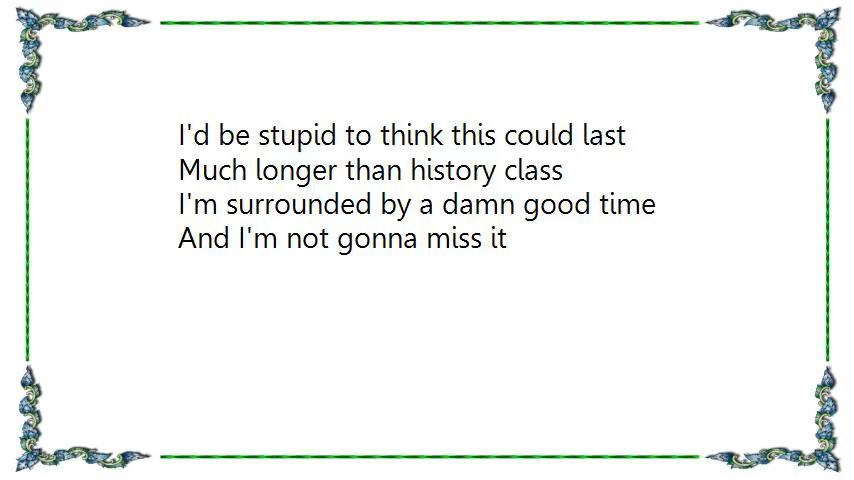 I'd be stupid to think this could last
Much longer than history class
I'm surrounded by a damn good time
And I'm not gonna miss it